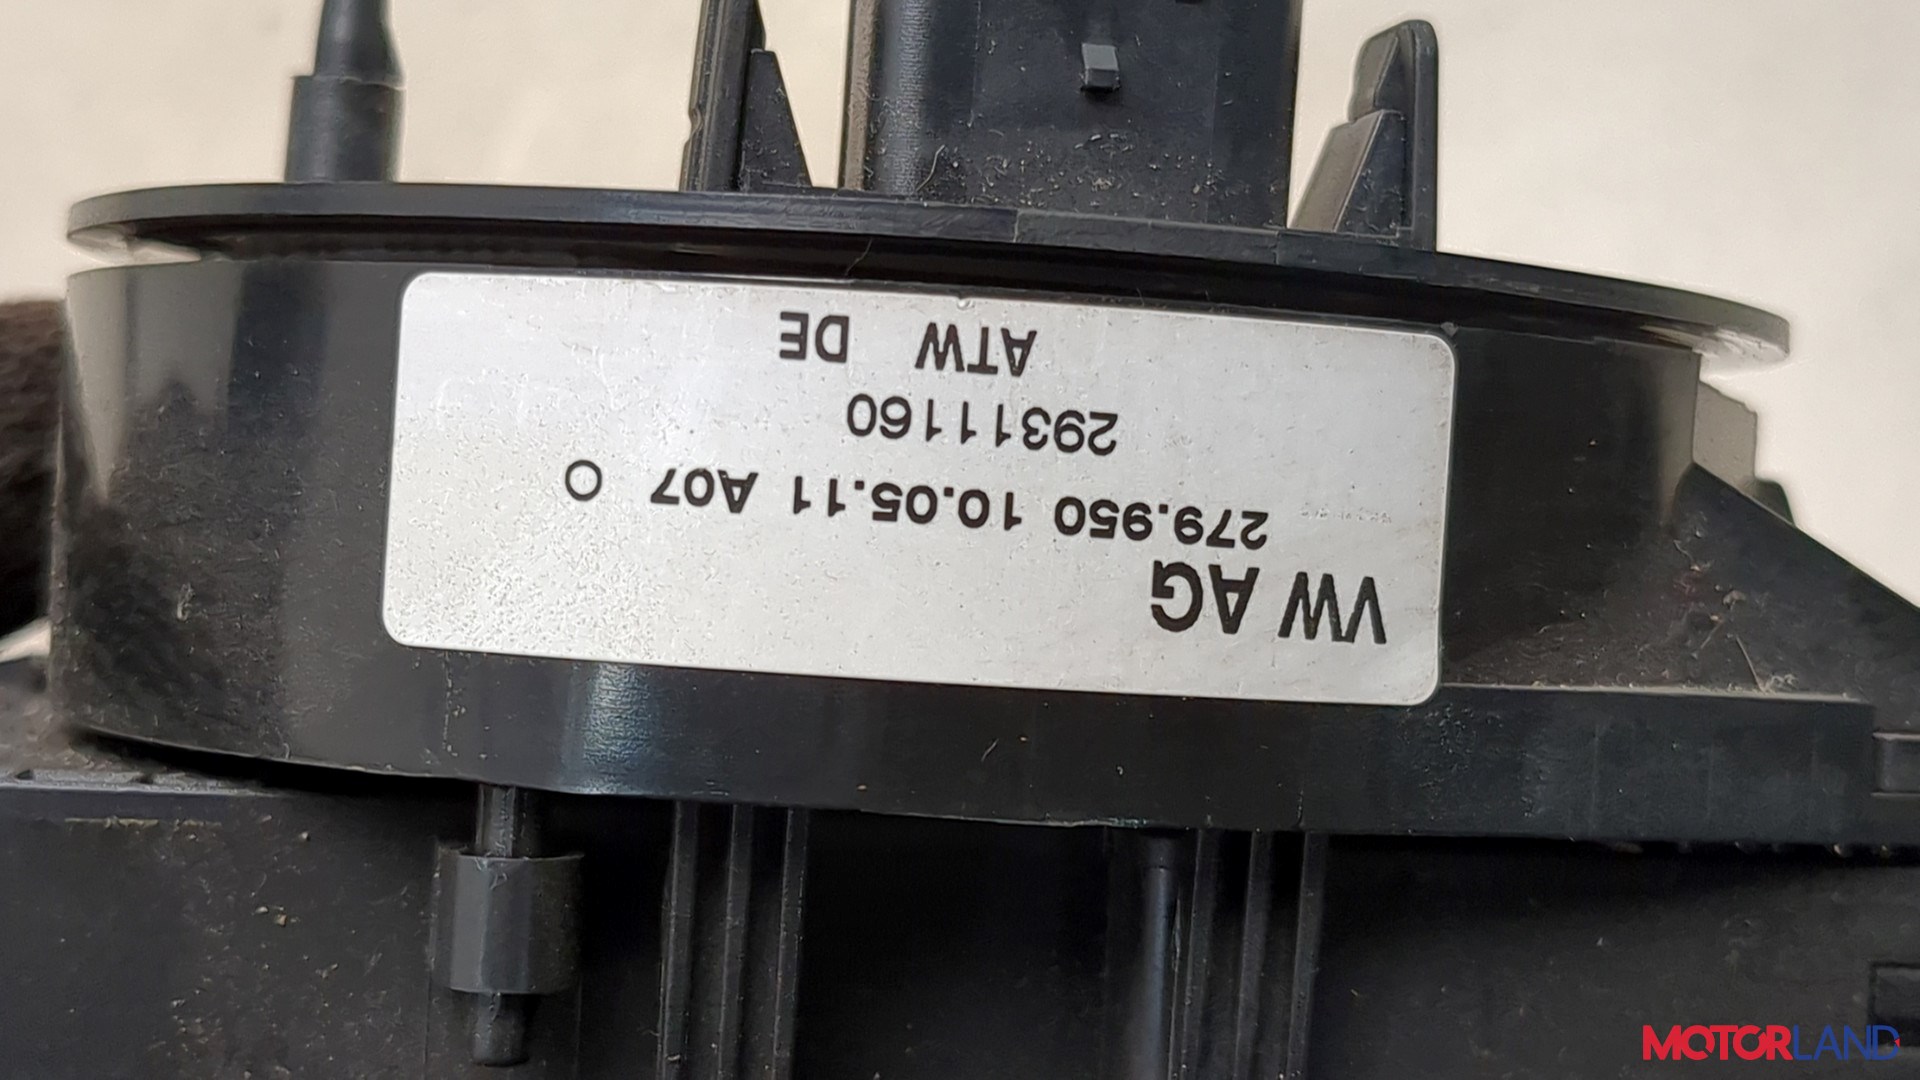 VW AG
279.950 10.05.11 A07 O
29311160
ATW DE
MOTORLAND